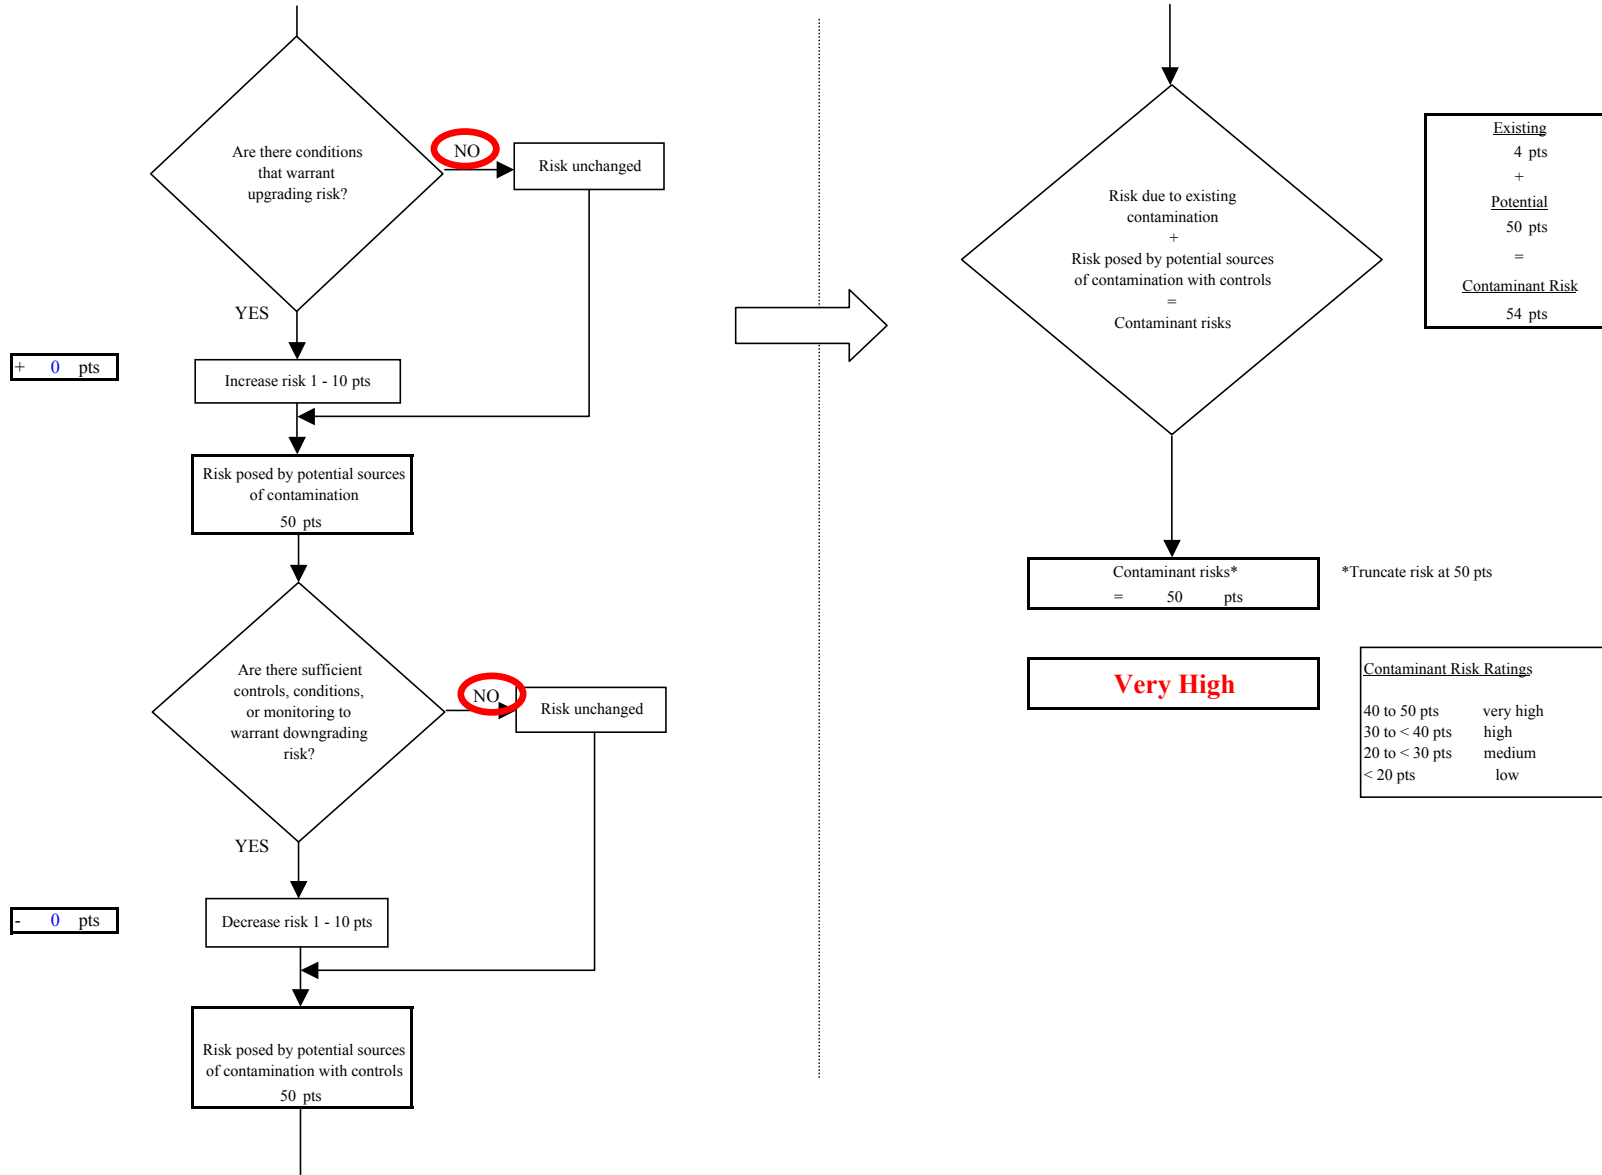 Are there conditions
that warrant
upgrading risk?
NO
Risk unchanged
YES
+ 0 pts
Increase risk 1 - 10 pts
Risk posed by potential sources
of contamination
50 pts
Are there sufficient
controls, conditions,
or monitoring to
warrant downgrading
risk?
NO
Risk unchanged
YES
- 0 pts
Decrease risk 1 - 10 pts
Risk posed by potential sources
of contamination with controls
50 pts
Risk due to existing
contamination
+
Risk posed by potential sources
of contamination with controls
=
Contaminant risks
Existing
4 pts
+
Potential
50 pts
=
Contaminant Risk
54 pts
Contaminant risks*
= 50 pts
*Truncate risk at 50 pts
Very High
Contaminant Risk Ratings
40 to 50 pts very high
30 to < 40 pts high
20 to < 30 pts medium
< 20 pts low